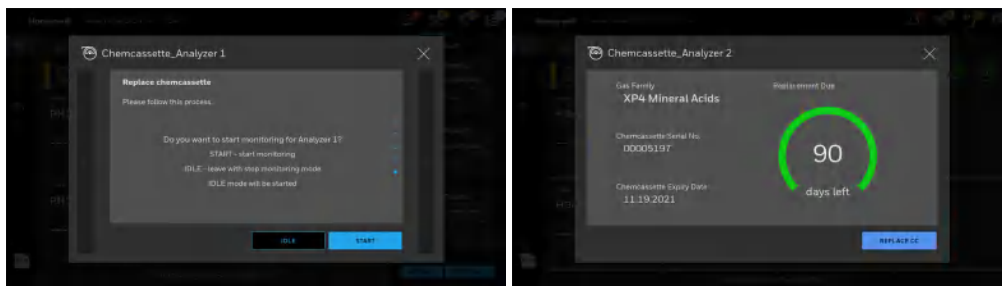 Chemcassette_Analyzer 1
Replace chemcassette
Please follow this process.
Do you want to start monitoring for Analyzer 1?
START - start monitoring
IDLE - leave with stop monitoring mode
IDLE mode will be started
IDLE
START
Chemcassette_Analyzer 2
Gas Family
XP4 Mineral Acids
Chemcassette Serial No.
00005197
Chemcassette Expiry Date
11.19.2021
Replacement Due
90
days left
REPLACE CC